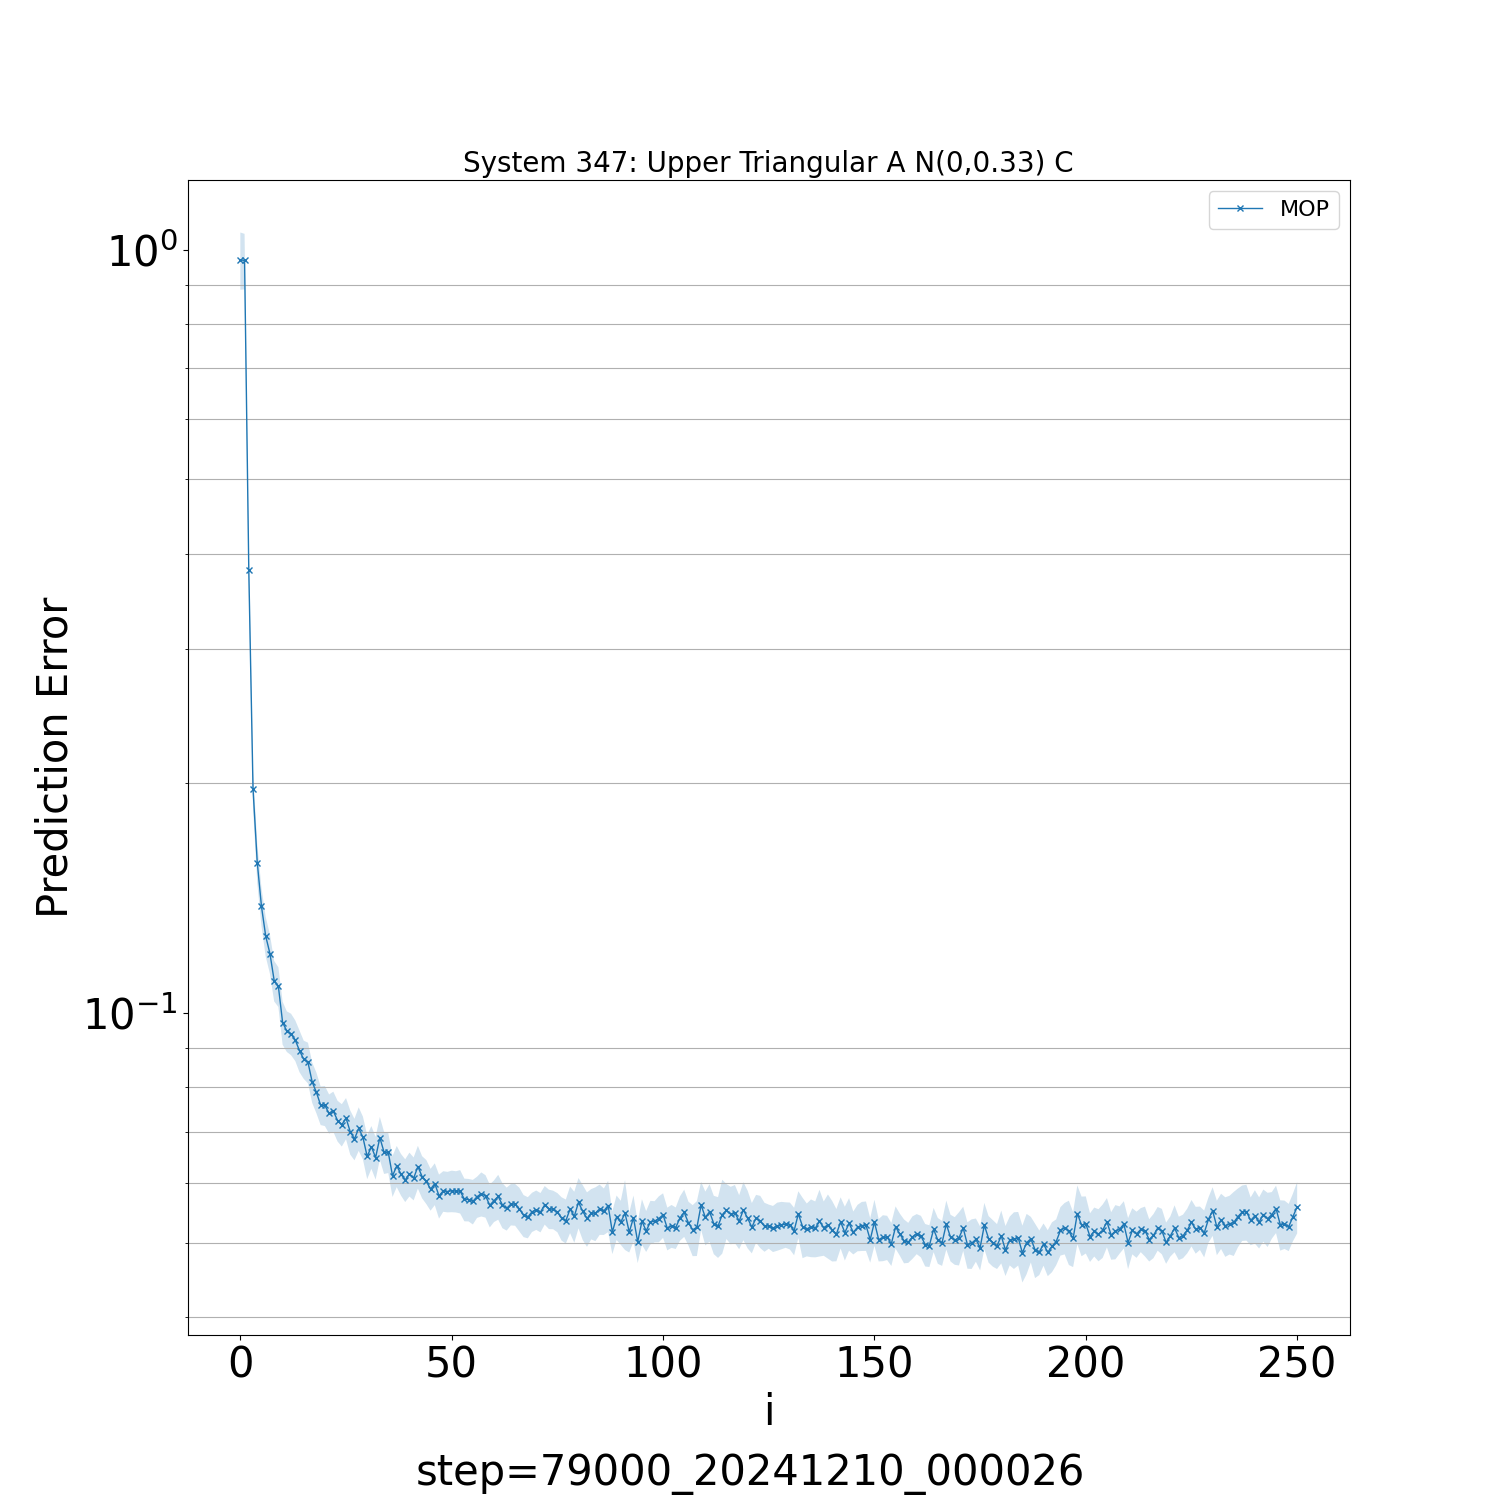 System 347: Upper Triangular A N(0,0.33) C
MOP
10⁰
10⁻¹
Prediction Error
0 50 100 150 200 250
i
step=79000_20241210_000026